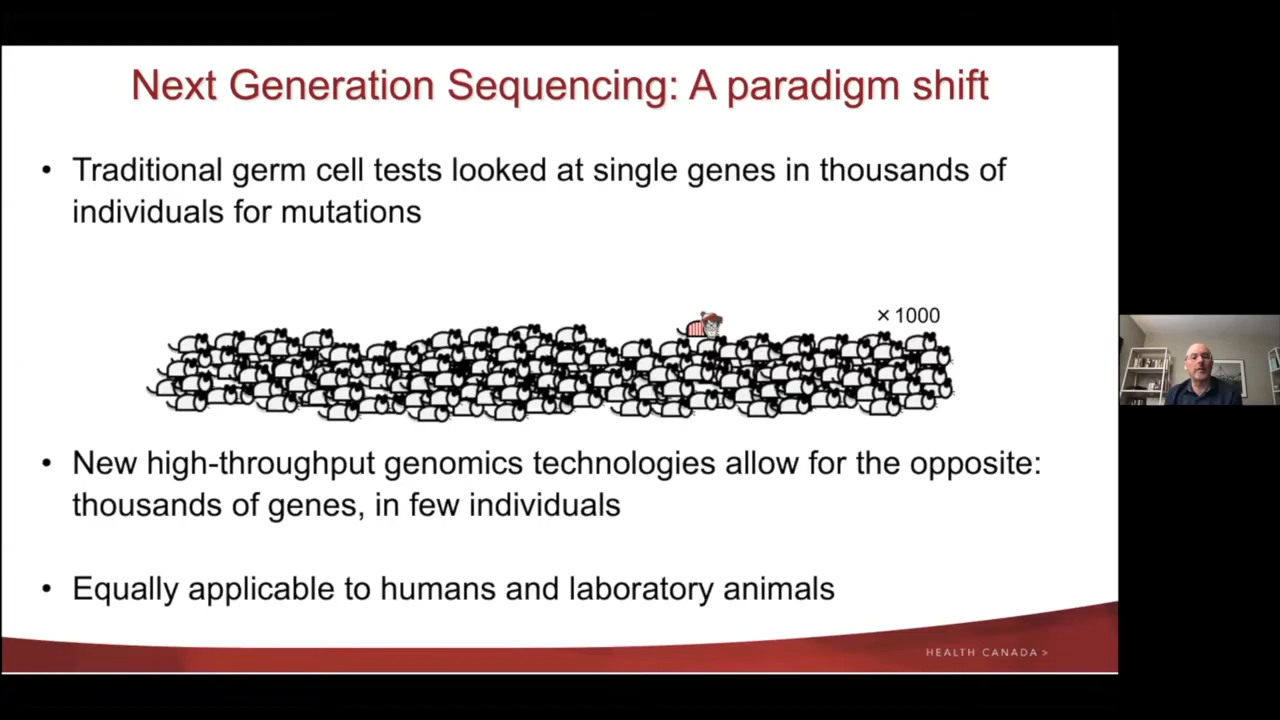 Next Generation Sequencing: A paradigm shift
• Traditional germ cell tests looked at single genes in thousands of
individuals for mutations
× 1000
• New high-throughput genomics technologies allow for the opposite:
thousands of genes, in few individuals
• Equally applicable to humans and laboratory animals
HEALTH CANADA >